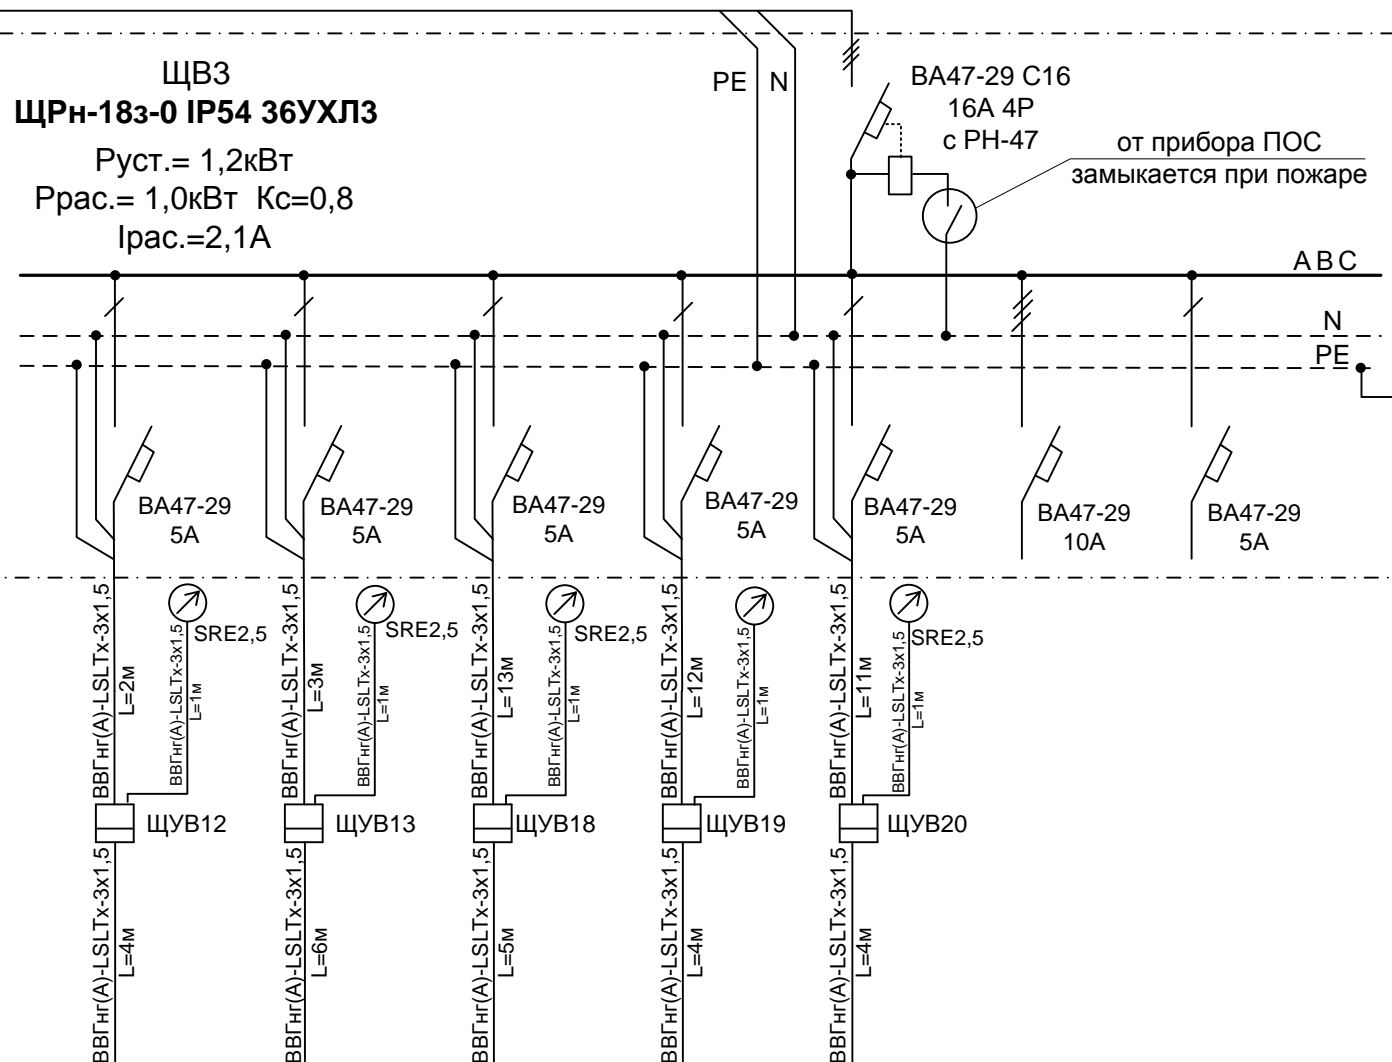 ЩВ3
ЩРн-18з-0 IP54 36УХЛ3
Руст.= 1,2кВт
Ррас.= 1,0кВт Кс=0,8
Iрас.=2,1А
PE
N
ВА47-29 С16
16А 4Р
с РН-47
от прибора ПОС
замыкается при пожаре
A B C
N
PE
ВА47-29
5А
ВА47-29
5А
ВА47-29
5А
ВА47-29
5А
ВА47-29
5А
ВА47-29
10А
ВА47-29
5А
ВВГнг(А)-LSLTx-3x1,5
L=2м
ВВГнг(А)-LSLTx-3x1,5
L=1м
SRE2,5
ВВГнг(А)-LSLTx-3x1,5
L=3м
ВВГнг(А)-LSLTx-3x1,5
L=1м
SRE2,5
ВВГнг(А)-LSLTx-3x1,5
L=13м
ВВГнг(А)-LSLTx-3x1,5
L=1м
SRE2,5
ВВГнг(А)-LSLTx-3x1,5
L=12м
ВВГнг(А)-LSLTx-3x1,5
L=1м
ВВГнг(А)-LSLTx-3x1,5
L=11м
ВВГнг(А)-LSLTx-3x1,5
L=1м
SRE2,5
ЩУВ12
ЩУВ13
ЩУВ18
ЩУВ19
ЩУВ20
ВВГнг(А)-LSLTx-3x1,5
L=4м
ВВГнг(А)-LSLTx-3x1,5
L=6м
ВВГнг(А)-LSLTx-3x1,5
L=5м
ВВГнг(А)-LSLTx-3x1,5
L=4м
ВВГнг(А)-LSLTx-3x1,5
L=4м